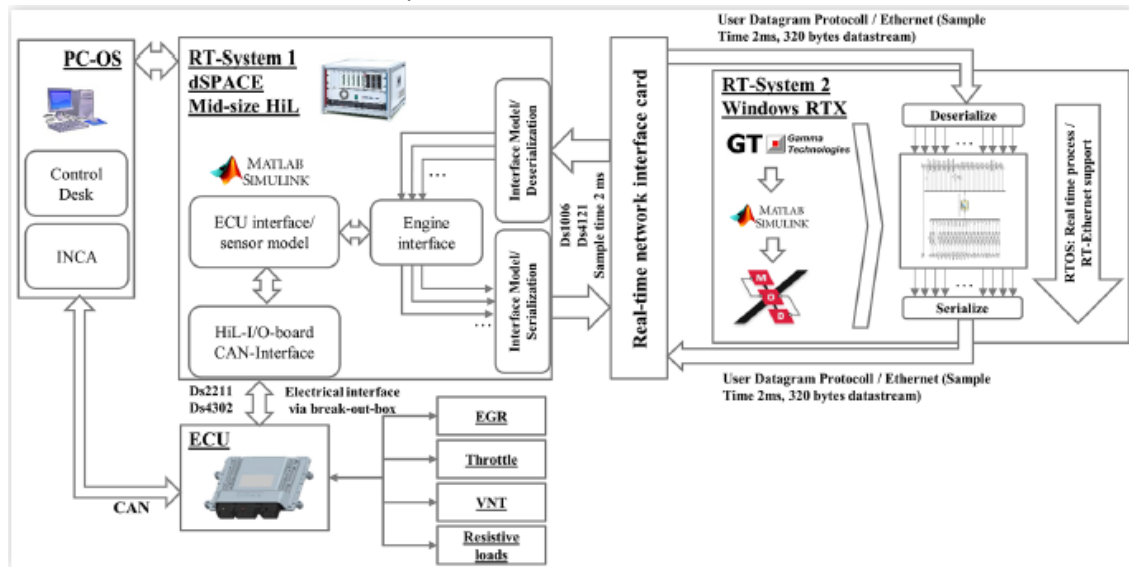 PC-OS
Control
Desk
INCA
RT-System 1
dSPACE
Mid-size HiL
MATLAB
SIMULINK
ECU interface/
sensor model
HiL-I/O-board
CAN-Interface
Engine
interface
...
...
Interface Model/
Deserialization
Interface Model/
Serialization
Ds1006
Ds4121
Sample time 2 ms
Real-time network interface card
User Datagram Protocoll / Ethernet (Sample
Time 2ms, 320 bytes datastream)
RT-System 2
Windows RTX
GT
Gamma
Technologies
MATLAB
SIMULINK
Deserialize
...
...
Serialize
RTOS: Real time process /
RT-Ethernet support
User Datagram Protocoll / Ethernet (Sample
Time 2ms, 320 bytes datastream)
Ds2211
Ds4302
Electrical interface
via break-out-box
ECU
CAN
EGR
Throttle
VNT
Resistive
loads